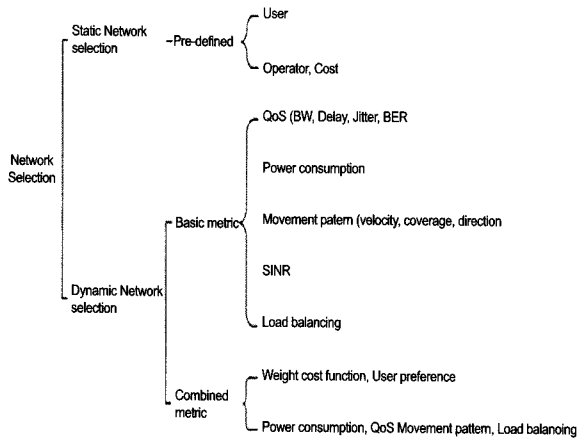 Static Network
selection
Pre-defined
User
Operator, Cost
Network
Selection
QoS (BW, Delay, Jitter, BER
Power consumption
Basic metric
Movement patern (velocity, coverage, direction
SINR
Dynamic Network
selection
Load balancing
Combined
metric
Weight cost function, User preference
Power consumption, QoS Movement pattern, Load balanoing